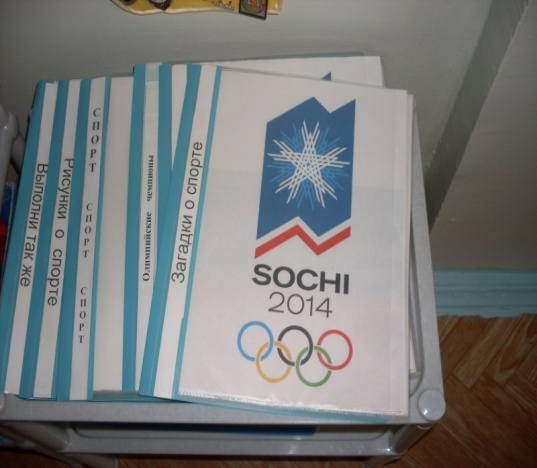 Выполни так же
Рисунки о спорте
СПОРТ СПОРТ СПОРТ
Олимпийские чемпионы
Загадки о спорте
SOCHI
2014